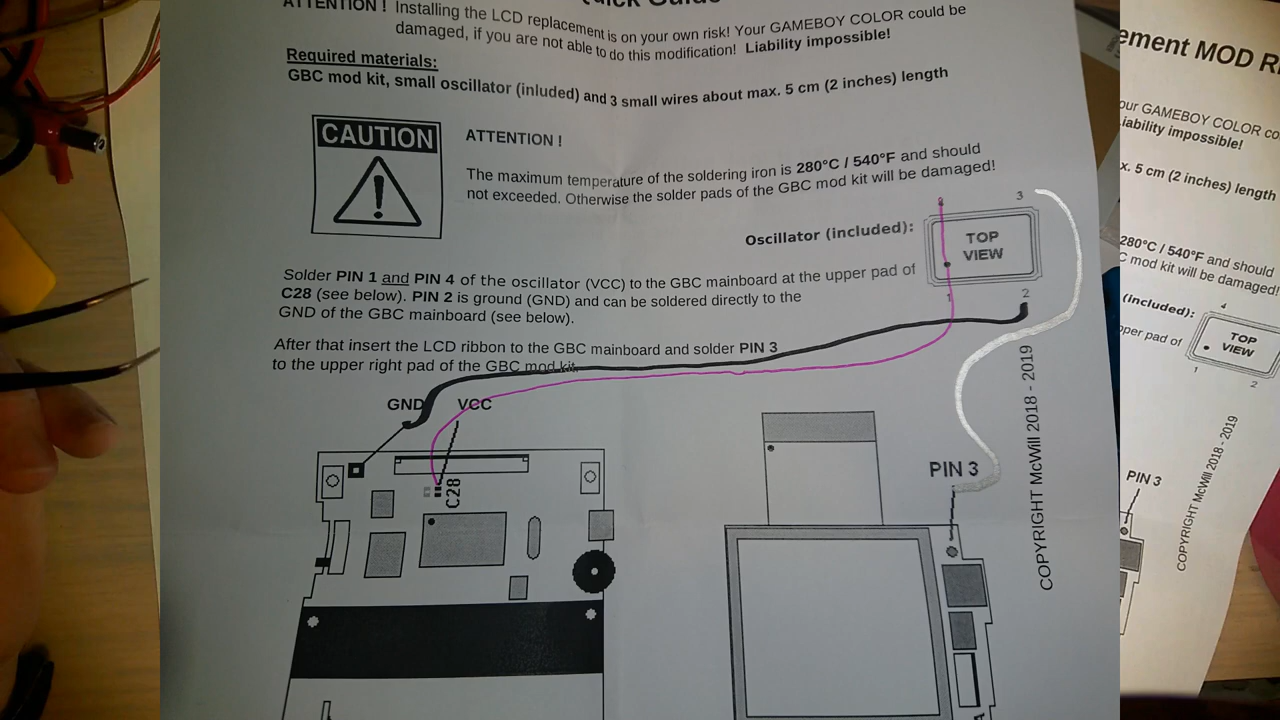 Quick Guide
ATTENTION ! Installing the LCD replacement is on your own risk! Your GAMEBOY COLOR could be
damaged, if you are not able to do this modification! Liability impossible!
Required materials:
GBC mod kit, small oscillator (inluded) and 3 small wires about max. 5 cm (2 inches) length
CAUTION
ATTENTION !
The maximum temperature of the soldering iron is 280°C / 540°F and should
not exceeded. Otherwise the solder pads of the GBC mod kit will be damaged!
3
Oscillator (included):
TOP
VIEW
1
2
Solder PIN 1 and PIN 4 of the oscillator (VCC) to the GBC mainboard at the upper pad of
C28 (see below). PIN 2 is ground (GND) and can be soldered directly to the
GND of the GBC mainboard (see below).
After that insert the LCD ribbon to the GBC mainboard and solder PIN 3
to the upper right pad of the GBC mod kit.
GND
VCC
C28
PIN 3
COPYRIGHT McWill 2018 - 2019
ement MOD
our GAMEBOY COLOR co
iability impossible!
x. 5 cm (2 inches) length
280°C / 540°F and should
C mod kit will be damaged!
(included):
4
TOP
VIEW
pper pad of
1
2
PIN 3
COPYRIGHT McWill 2018 - 2019